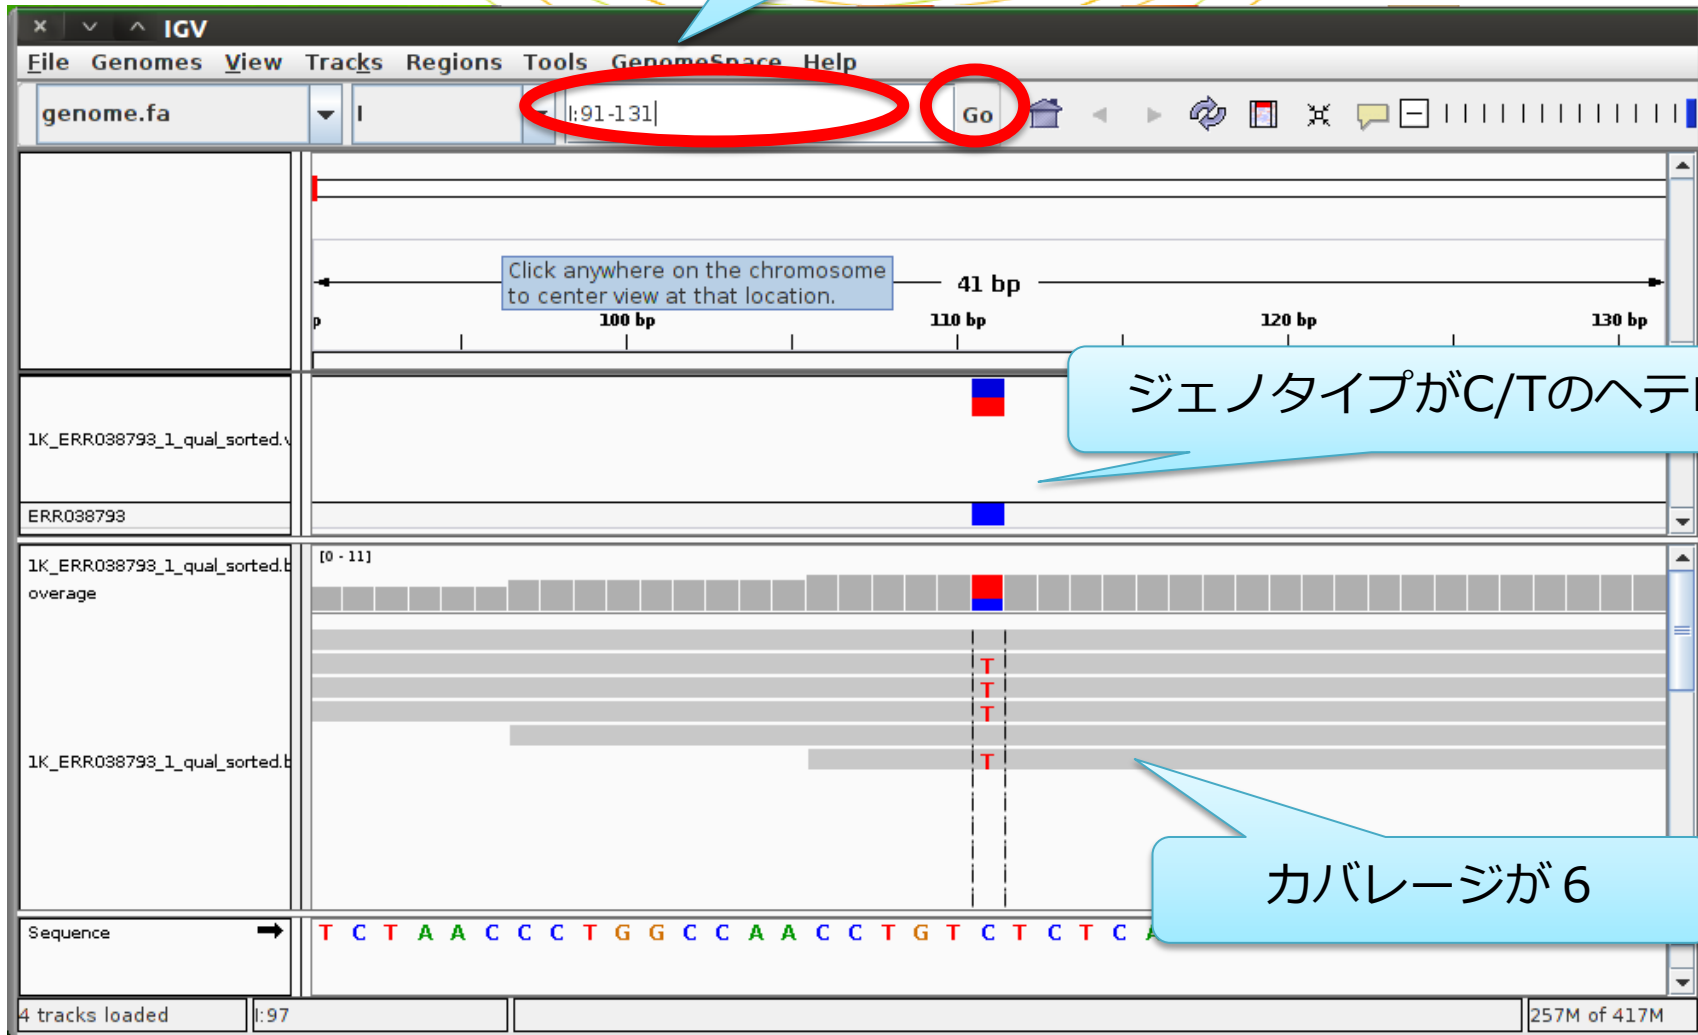 IGV
File Genomes View Tracks Regions Tools GenomeSpace Help
genome.fa I I:91-131 Go
Click anywhere on the chromosome
to center view at that location.
41 bp
p 100 bp 110 bp 120 bp 130 bp
ジェノタイプがC/Tのヘテ
1K_ERR038793_1_qual_sorted.v
ERR038793
[0 - 11]
1K_ERR038793_1_qual_sorted.b
overage
T
T
T
1K_ERR038793_1_qual_sorted.b
T
カバレージが６
Sequence T C T A A C C C T G G C C A A C C T G T C T C T C A
4 tracks loaded I:97 257M of 417M